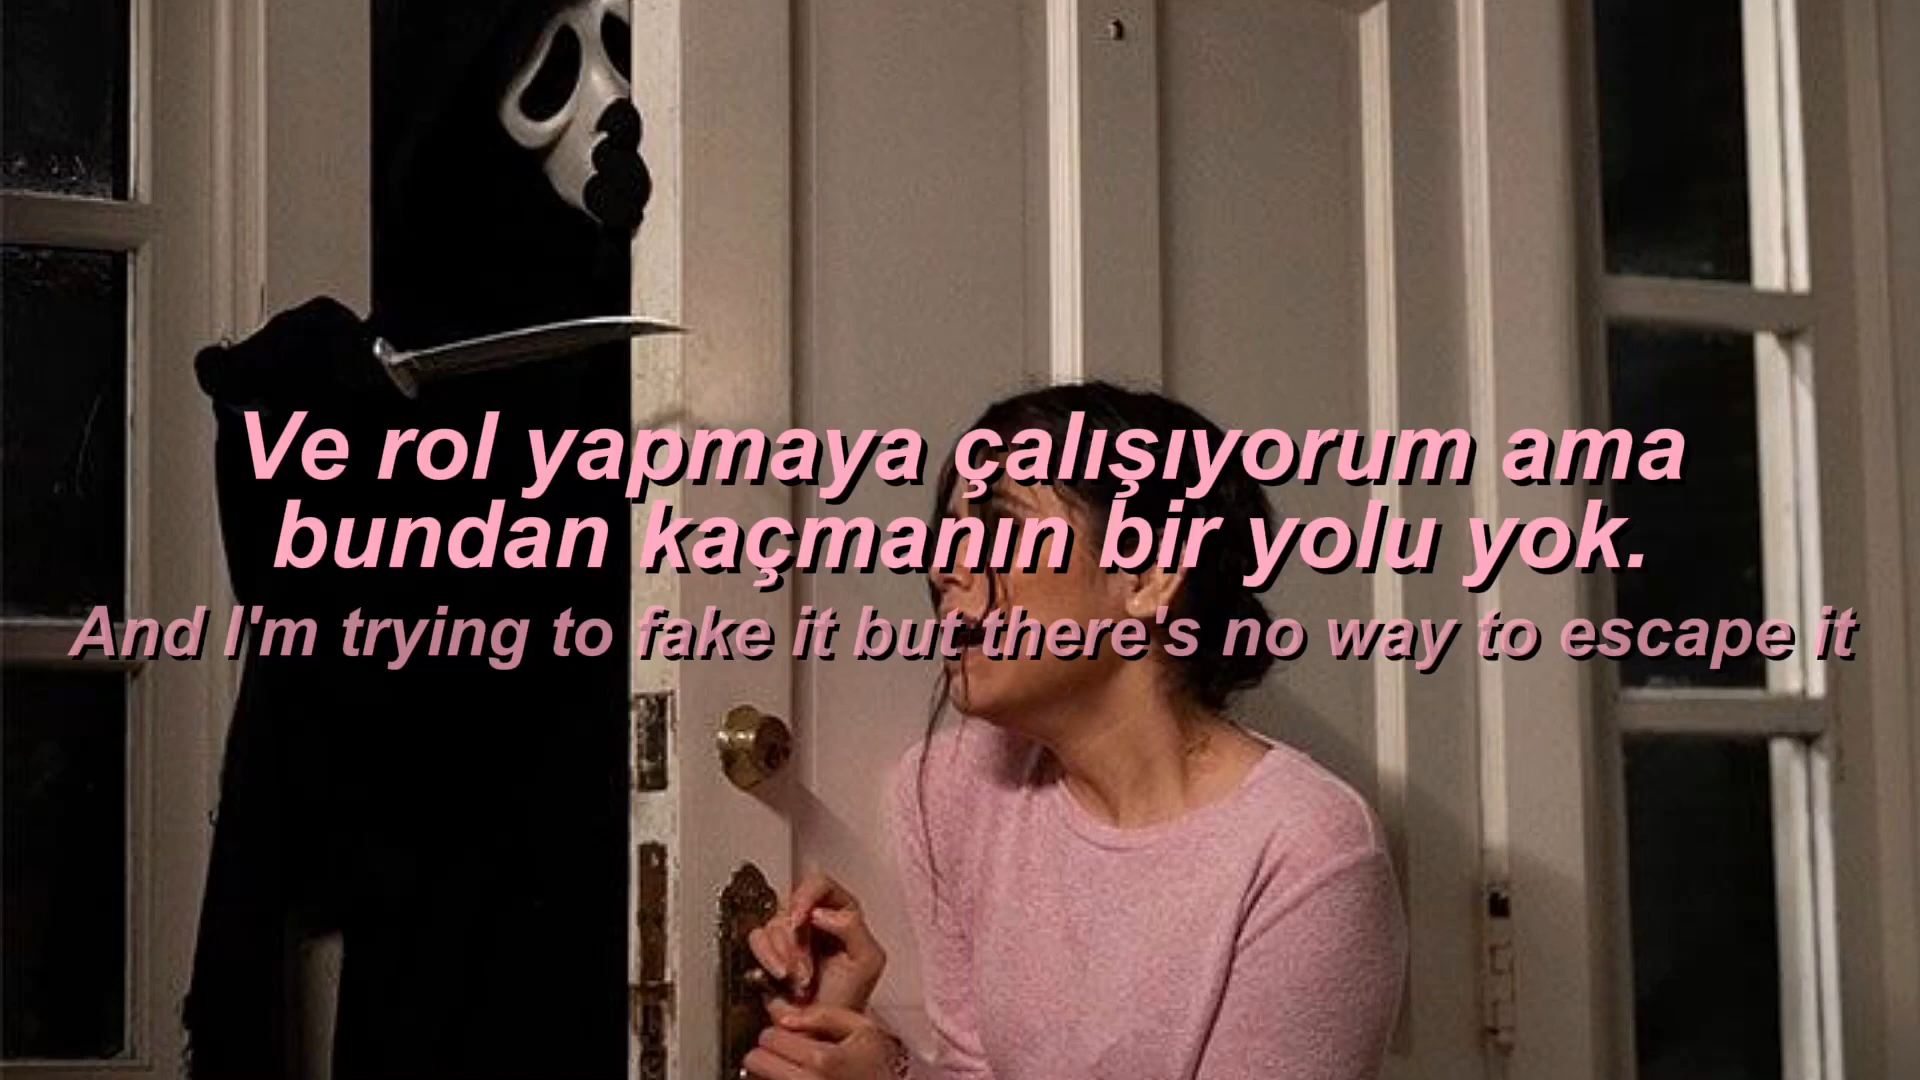 Ve rol yapmaya çalışıyorum ama
bundan kaçmanın bir yolu yok.
And I'm trying to fake it but there's no way to escape it